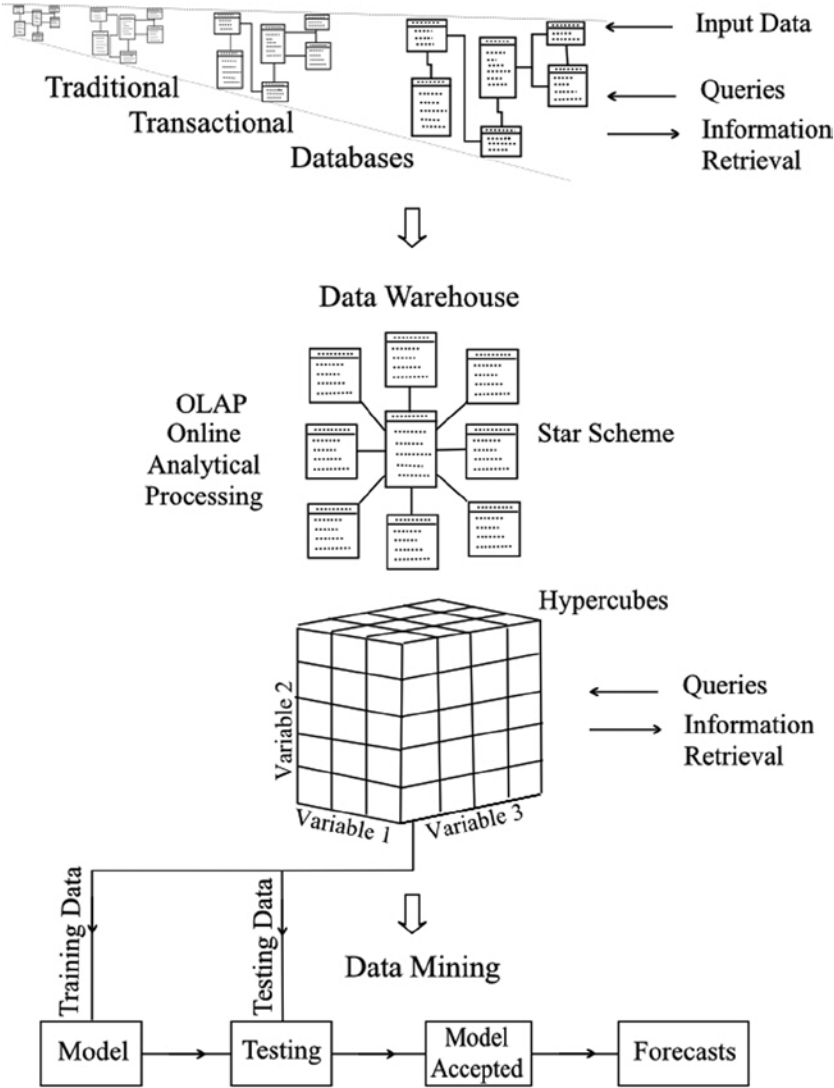 Input Data
Traditional
Transactional
Databases
Queries
Information
Retrieval
Data Warehouse
OLAP
Online
Analytical
Processing
Star Scheme
Hypercubes
Variable 2
Variable 1
Variable 3
Queries
Information
Retrieval
Training Data
Testing Data
Data Mining
Model
Testing
Model
Accepted
Forecasts